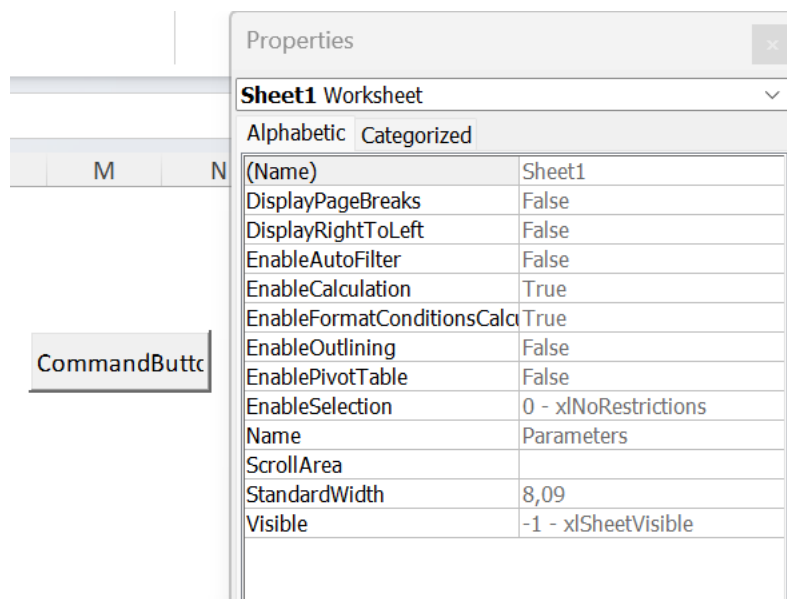 Properties
Sheet1 Worksheet
Alphabetic Categorized
M N
(Name) Sheet1
DisplayPageBreaks False
DisplayRightToLeft False
EnableAutoFilter False
EnableCalculation True
EnableFormatConditionsCalcu True
CommandButtc
EnableOutlining False
EnablePivotTable False
EnableSelection 0 - xlNoRestrictions
Name Parameters
ScrollArea
StandardWidth 8,09
Visible -1 - xlSheetVisible